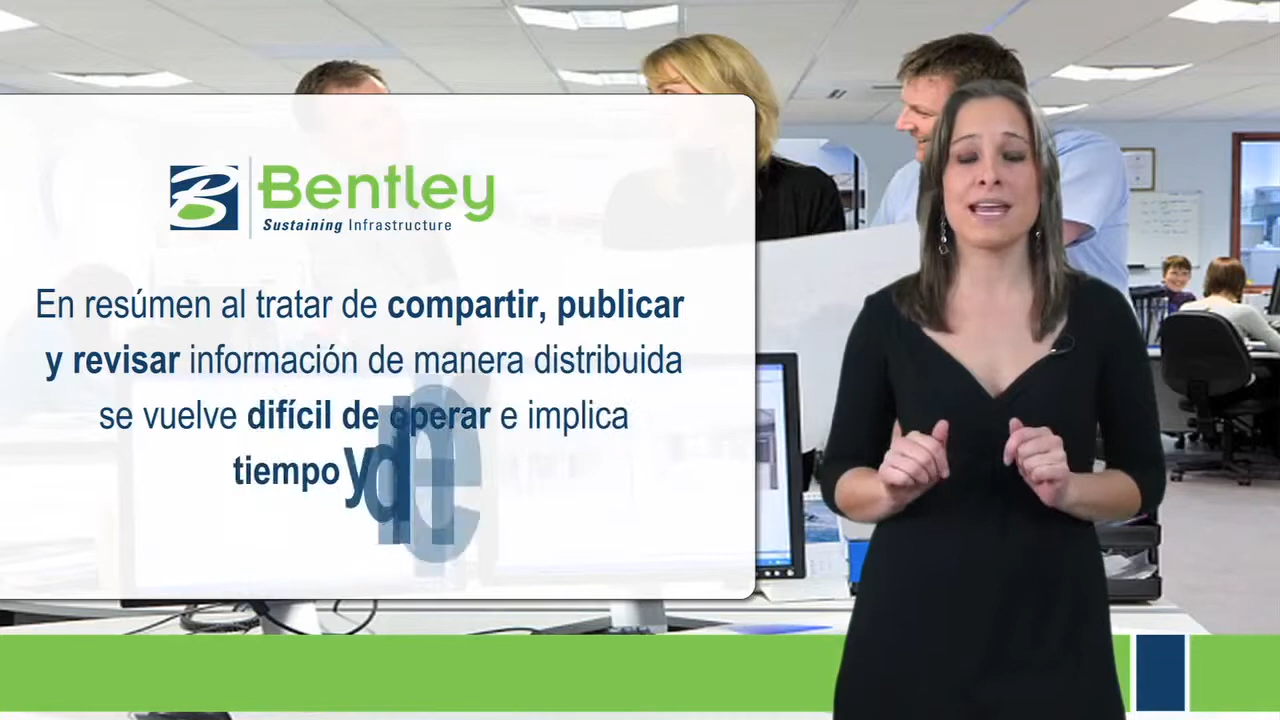 Bentley
Sustaining Infrastructure
En resúmen al tratar de compartir, publicar
y revisar información de manera distribuida
se vuelve difícil de operar e implica
tiempo y